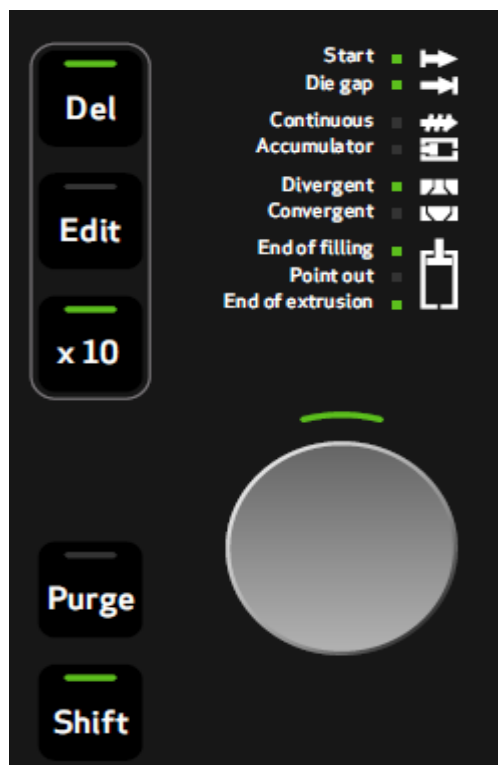 Del
Edit
x 10
Purge
Shift
Start
Die gap
Continuous
Accumulator
Divergent
Convergent
End of filling
Point out
End of extrusion